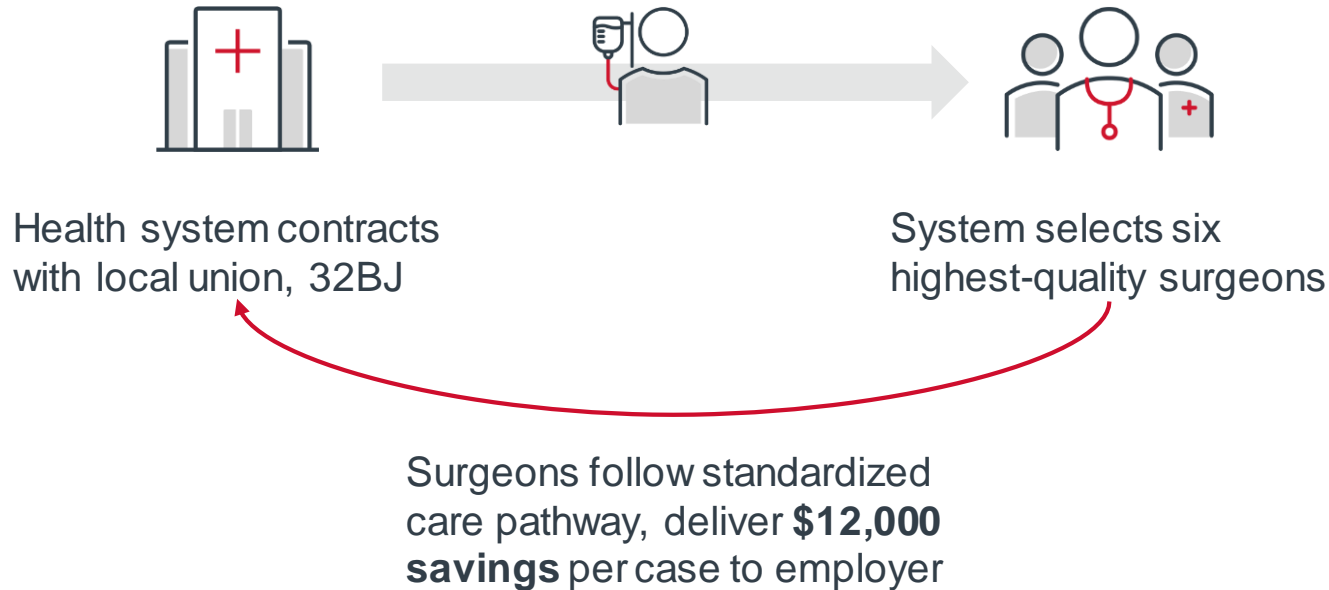 Health system contracts
with local union, 32BJ
System selects six
highest-quality surgeons
Surgeons follow standardized
care pathway, deliver $12,000
savings per case to employer